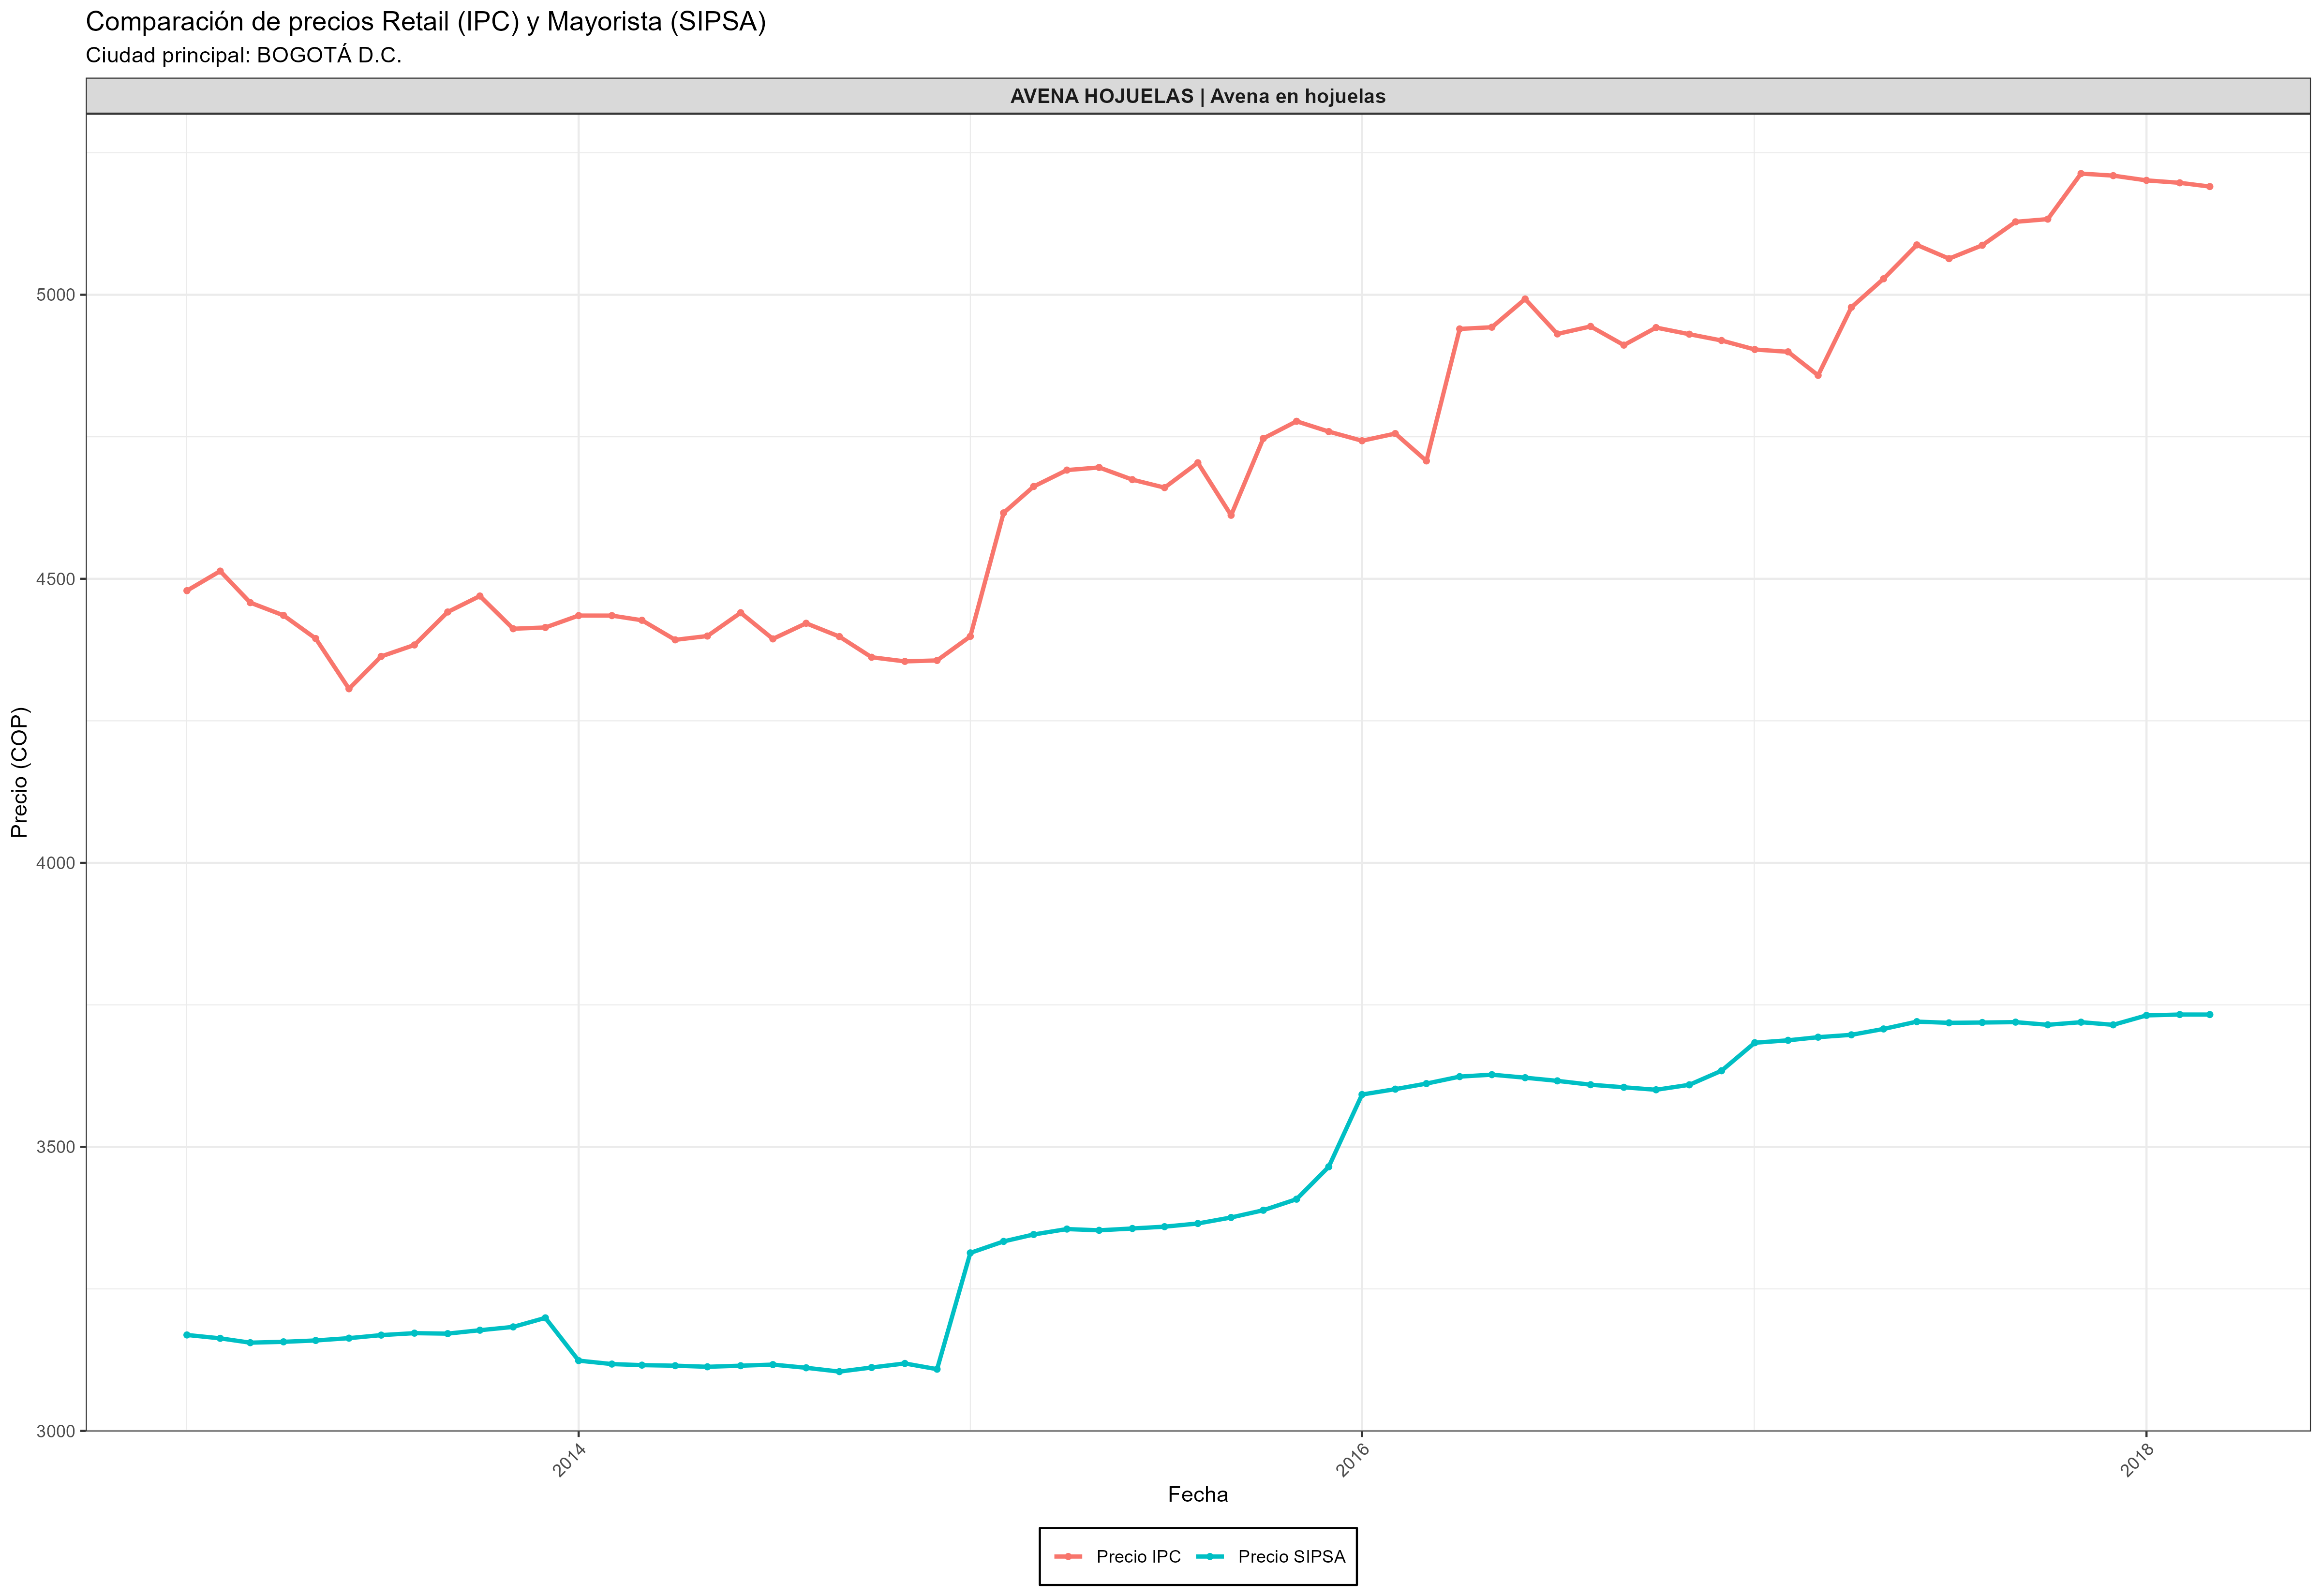 Comparación de precios Retail (IPC) y Mayorista (SIPSA)
Ciudad principal: BOGOTÁ D.C.
AVENA HOJUELAS | Avena en hojuelas
Precio (COP)
5000
4500
4000
3500
3000
2014
2016
2018
Fecha
Precio IPC
Precio SIPSA